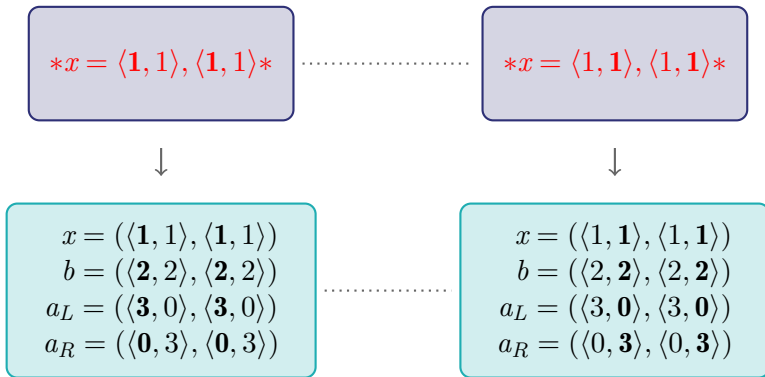 *x = ⟨1, 1⟩, ⟨1, 1⟩*
*x = ⟨1, 1⟩, ⟨1, 1⟩*
↓
↓
x = (⟨1, 1⟩, ⟨1, 1⟩)
b = (⟨2, 2⟩, ⟨2, 2⟩)
a_L = (⟨3, 0⟩, ⟨3, 0⟩)
a_R = (⟨0, 3⟩, ⟨0, 3⟩)
x = (⟨1, 1⟩, ⟨1, 1⟩)
b = (⟨2, 2⟩, ⟨2, 2⟩)
a_L = (⟨3, 0⟩, ⟨3, 0⟩)
a_R = (⟨0, 3⟩, ⟨0, 3⟩)